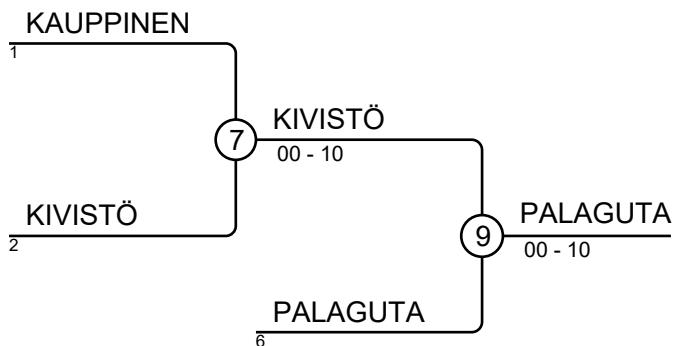 KAUPPINEN
1
7
KIVISTÖ
00 - 10
KIVISTÖ
2
9
PALAGUTA
00 - 10
PALAGUTA
6